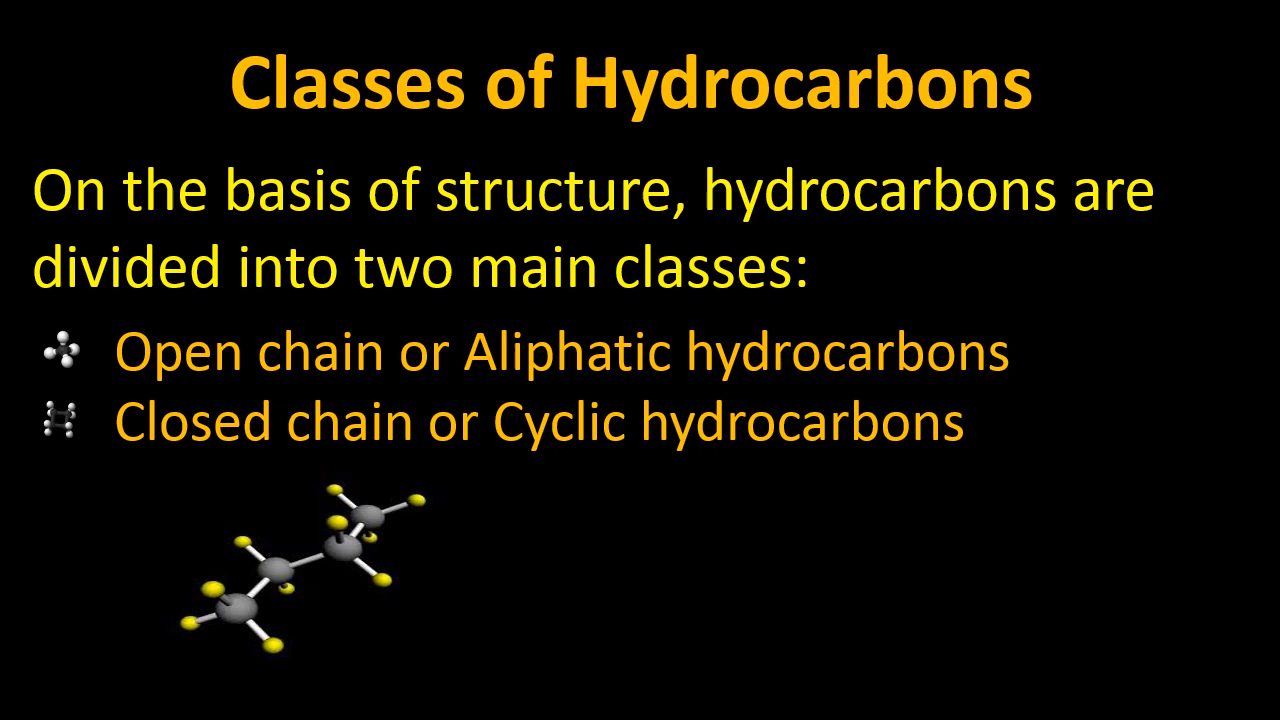 Classes of Hydrocarbons
On the basis of structure, hydrocarbons are
divided into two main classes:
Open chain or Aliphatic hydrocarbons
Closed chain or Cyclic hydrocarbons